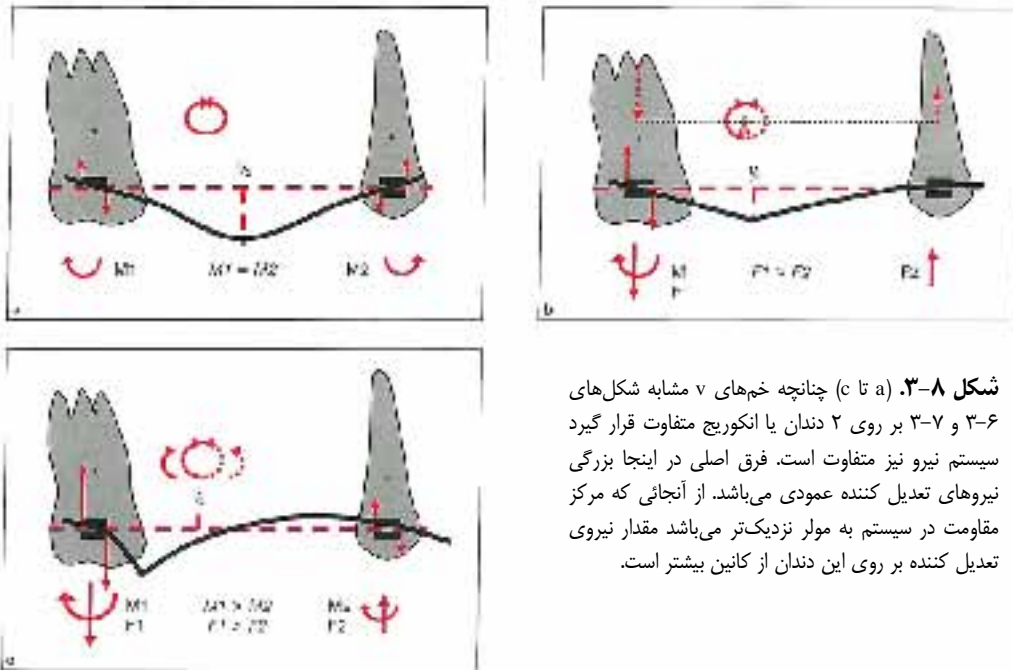 M1
M1 = M2
M2
a
b
F2
M1
F1
M1 > M2
F1 > F2
M2
F2
شکل ۸-۳. (a تا c) چنانچه خم‌های v مشابه شکل‌های
۶-۳ و ۷-۳ بر روی ۲ دندان یا انکوریج متفاوت قرار گیرد
سیستم نیرو نیز متفاوت است. فرق اصلی در اینجا بزرگی
نیروهای تعدیل کننده عمودی می‌باشد. از آنجائی که مرکز
مقاومت در سیستم به مولر نزدیک‌تر می‌باشد مقدار نیروی
تعدیل کننده بر روی این دندان از کانین بیشتر است.